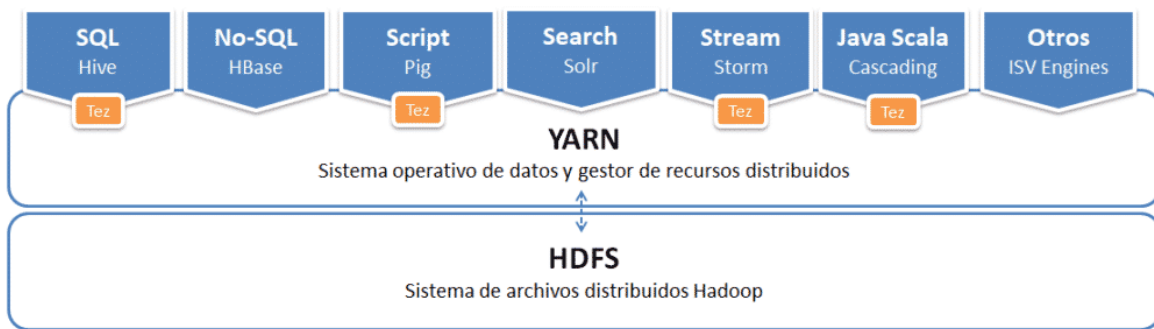 SQL
Hive
No-SQL
HBase
Script
Pig
Search
Solr
Stream
Storm
Java Scala
Cascading
Otros
ISV Engines
Tez
Tez
Tez
Tez
YARN
Sistema operativo de datos y gestor de recursos distribuidos
HDFS
Sistema de archivos distribuidos Hadoop